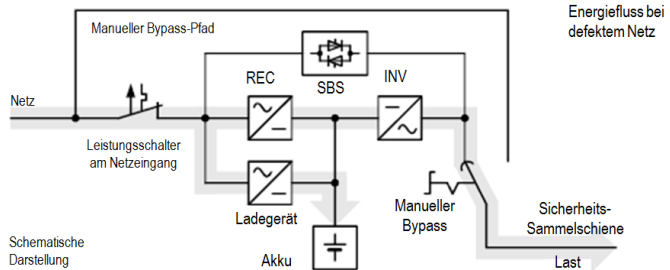 Energiefluss bei
defektem Netz
Manueller Bypass-Pfad
REC
SBS
INV
Netz
Leistungsschalter
am Netzeingang
Ladegerät
Manueller
Bypass
Sicherheits-
Sammelschiene
Schematische
Darstellung
Akku
Last